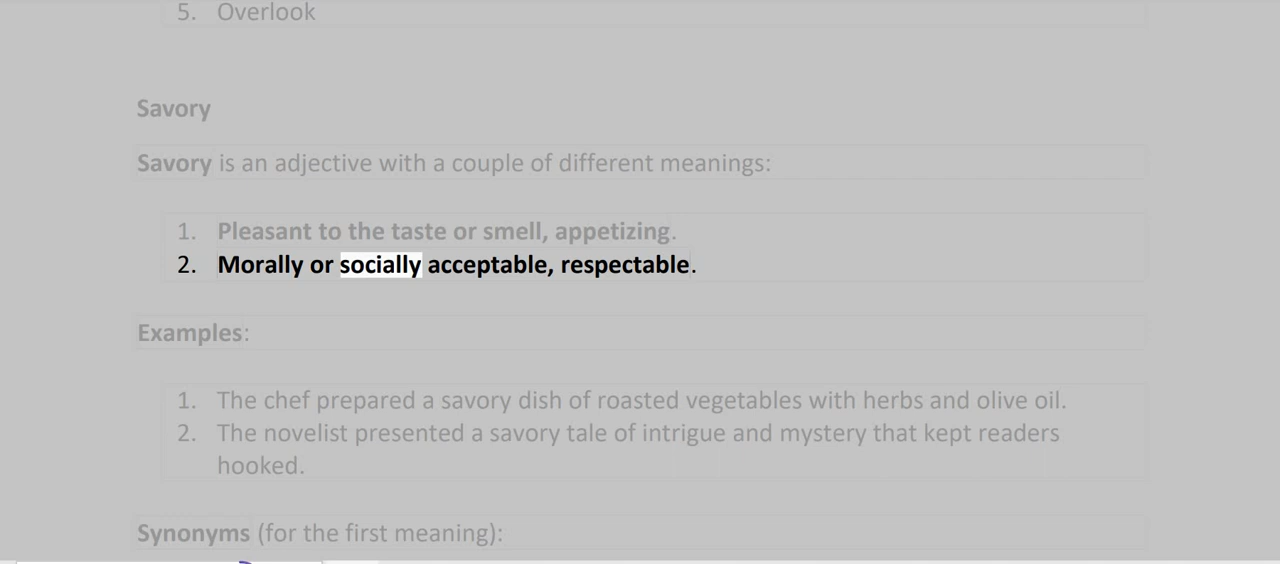 5. Overlook
Savory
Savory is an adjective with a couple of different meanings:
1. Pleasant to the taste or smell, appetizing.
2. Morally or socially acceptable, respectable.
Examples:
1. The chef prepared a savory dish of roasted vegetables with herbs and olive oil.
2. The novelist presented a savory tale of intrigue and mystery that kept readers
hooked.
Synonyms (for the first meaning):